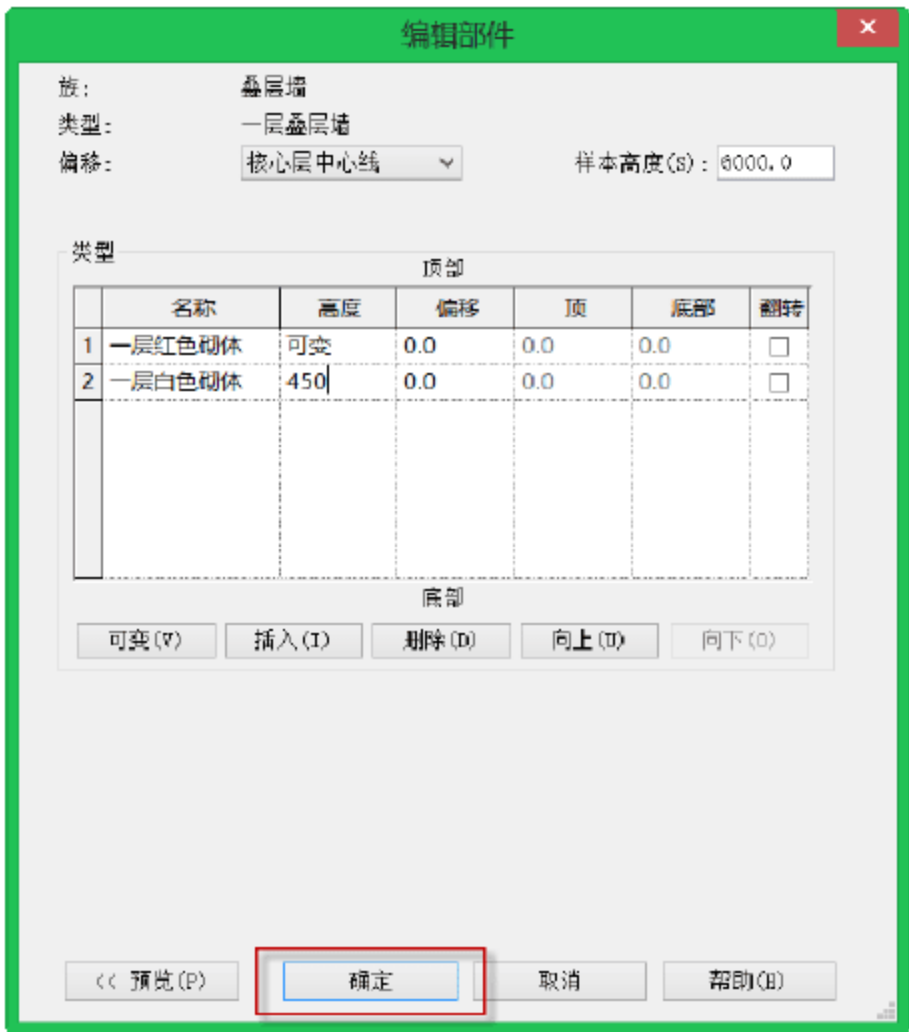 编辑部件
族: 叠层墙
类型: 一层叠层墙
偏移: 核心层中心线 样本高度(S): 6000.0
类型
顶部
名称 高度 偏移 顶 底部 翻转
1 一层红色砌体 可变 0.0 0.0 0.0
2 一层白色砌体 450 0.0 0.0 0.0
底部
可变(V) 插入(I) 删除(D) 向上(U) 向下(O)
<< 预览(P) 确定 取消 帮助(H)